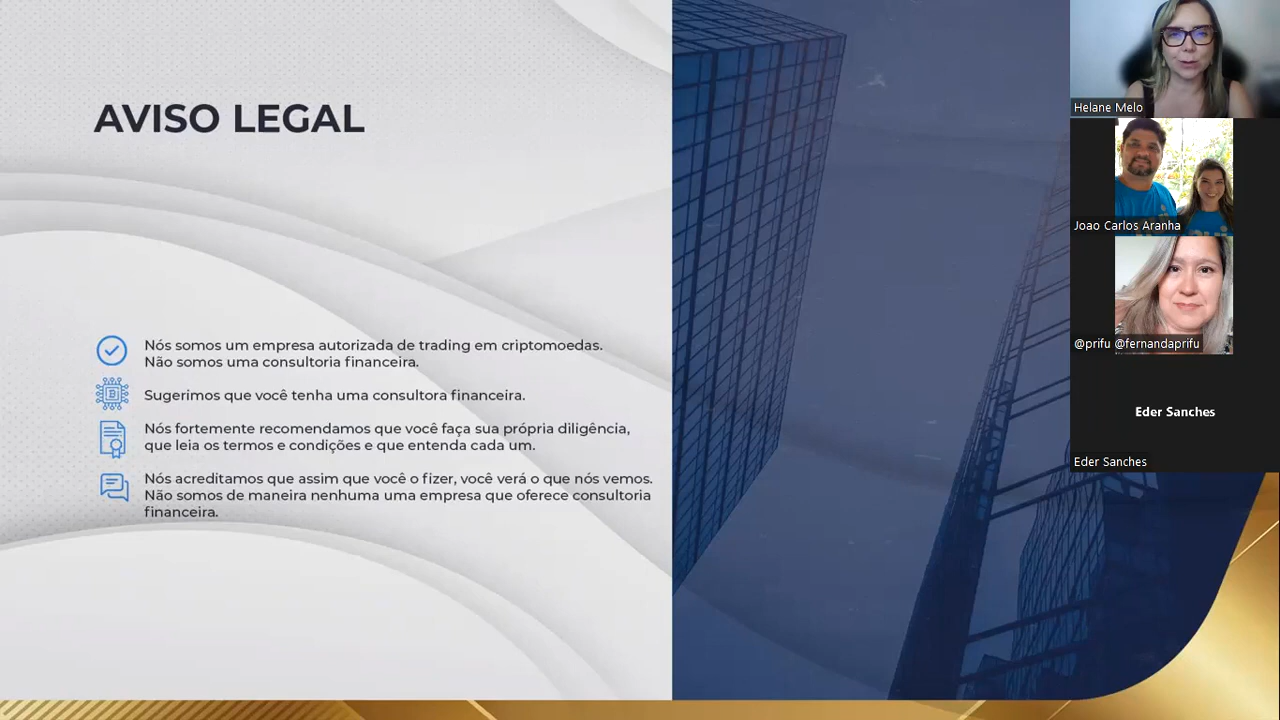 AVISO LEGAL
Nós somos um empresa autorizada de trading em criptomoedas.
Não somos uma consultoria financeira.
Sugerimos que você tenha uma consultora financeira.
Nós fortemente recomendamos que você faça sua própria diligência,
que leia os termos e condições e que entenda cada um.
Nós acreditamos que assim que você o fizer, você verá o que nós vemos.
Não somos de maneira nenhuma uma empresa que oferece consultoria
financeira.
Helane Melo
Joao Carlos Aranha
@prifu @fernandaprifu
Eder Sanches
Eder Sanches